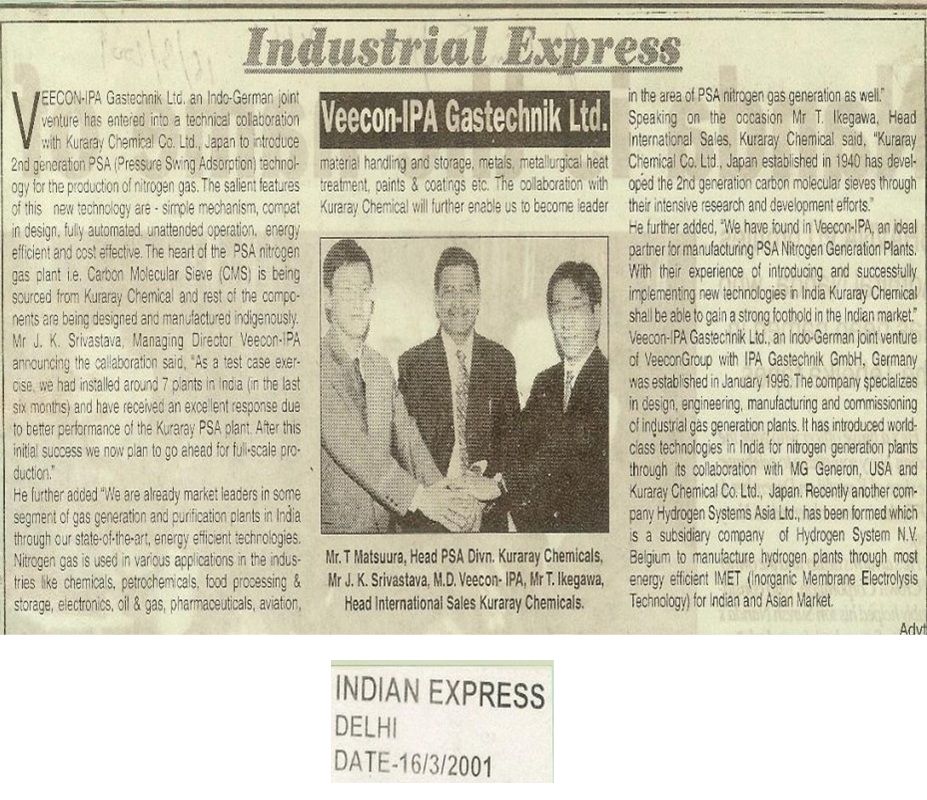 Industrial Express
VEECON-IPA Gastechnik Ltd. an Indo-German joint
venture has entered into a technical collaboration
with Kuraray Chemical Co. Ltd., Japan to introduce
2nd generation PSA (Pressure Swing Adsorption) technol-
ogy for the production of nitrogen gas. The salient features
of this new technology are - simple mechanism, compat
in design, fully automated, unattended operation, energy
efficient and cost effective. The heart of the PSA nitrogen
gas plant i.e. Carbon Molecular Sieve (CMS) is being
sourced from Kuraray Chemical and rest of the compo-
nents are being designed and manufactured indigenously.
Mr J. K. Srivastava, Managing Director Veecon-IPA
announcing the collaboration said, "As a test case exer-
cise, we had installed around 7 plants in India (in the last
six months) and have received an excellent response due
to better performance of the Kuraray PSA plant. After this
initial success we now plan to go ahead for full-scale pro-
duction."
He further added "We are already market leaders in some
segment of gas generation and purification plants in India
through our state-of-the-art, energy efficient technologies.
Nitrogen gas is used in various applications in the indus-
tries like chemicals, petrochemicals, food processing &
storage, electronics, oil & gas, pharmaceuticals, aviation,
Veecon-IPA Gastechnik Ltd.
material handling and storage, metals, metallurgical heat
treatment, paints & coatings etc. The collaboration with
Kuraray Chemical will further enable us to become leader
Mr. T Matsuura, Head PSA Divn. Kuraray Chemicals,
Mr J. K. Srivastava, M.D. Veecon- IPA, Mr T. Ikegawa,
Head International Sales Kuraray Chemicals.
in the area of PSA nitrogen gas generation as well."
Speaking on the occasion Mr T. Ikegawa, Head
International Sales, Kuraray Chemical said, "Kuraray
Chemical Co. Ltd., Japan established in 1940 has devel-
oped the 2nd generation carbon molecular sieves through
their intensive research and development efforts."
He further added, "We have found in Veecon-IPA, an ideal
partner for manufacturing PSA Nitrogen Generation Plants.
With their experience of introducing and successfully
implementing new technologies in India Kuraray Chemical
shall be able to gain a strong foothold in the Indian market."
Veecon-IPA Gastechnik Ltd., an Indo-German joint venture
of VeeconGroup with IPA Gastechnik GmbH, Germany
was established in January 1996. The company specializes
in design, engineering, manufacturing and commissioning
of industrial gas generation plants. It has introduced world-
class technologies in India for nitrogen generation plants
through its collaboration with MG Generon, USA and
Kuraray Chemical Co. Ltd., Japan. Recently another com-
pany Hydrogen Systems Asia Ltd., has been formed which
is a subsidiary company of Hydrogen System N.V.
Belgium to manufacture hydrogen plants through most
energy efficient IMET (Inorganic Membrane Electrolysis
Technology) for Indian and Asian Market.
Advt
INDIAN EXPRESS
DELHI
DATE-16/3/2001